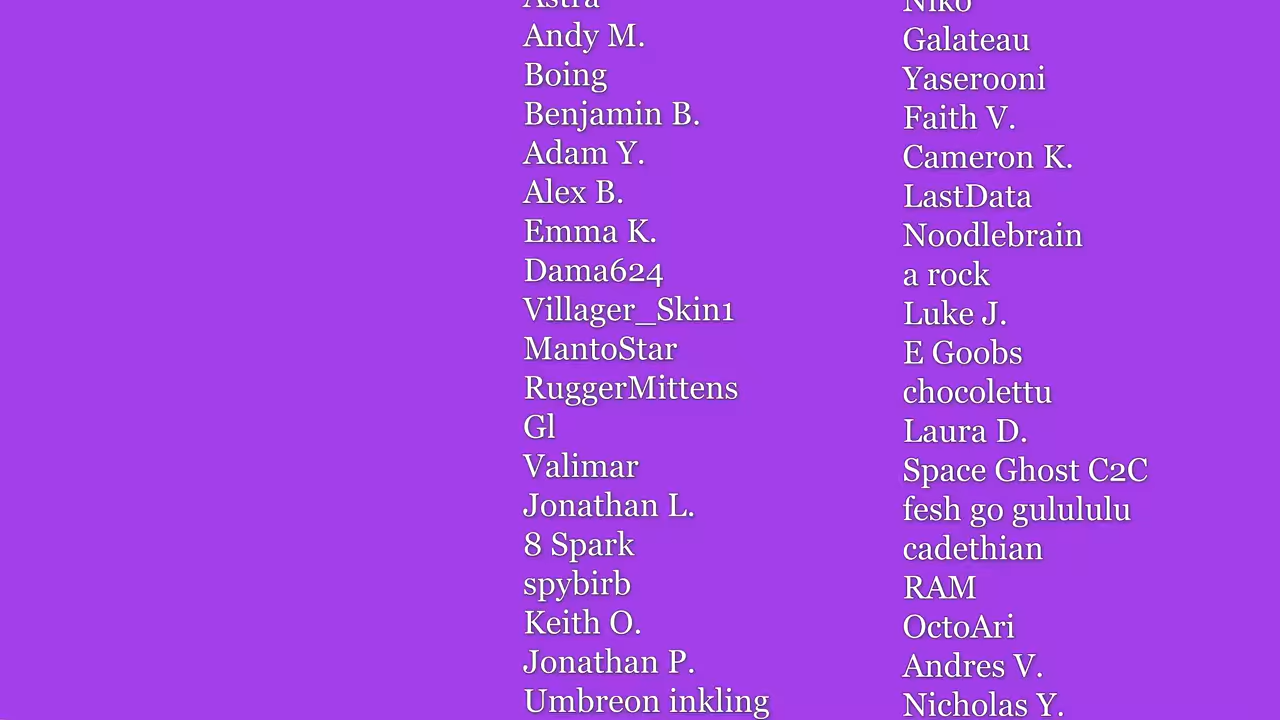 Astra
Andy M.
Boing
Benjamin B.
Adam Y.
Alex B.
Emma K.
Dama624
Villager_Skin1
MantoStar
RuggerMittens
Gl
Valimar
Jonathan L.
8 Spark
spybirb
Keith O.
Jonathan P.
Umbreon inkling
Niko
Galateau
Yaserooni
Faith V.
Cameron K.
LastData
Noodlebrain
a rock
Luke J.
E Goobs
chocolettu
Laura D.
Space Ghost C2C
fesh go gulululu
cadethian
RAM
OctoAri
Andres V.
Nicholas Y.